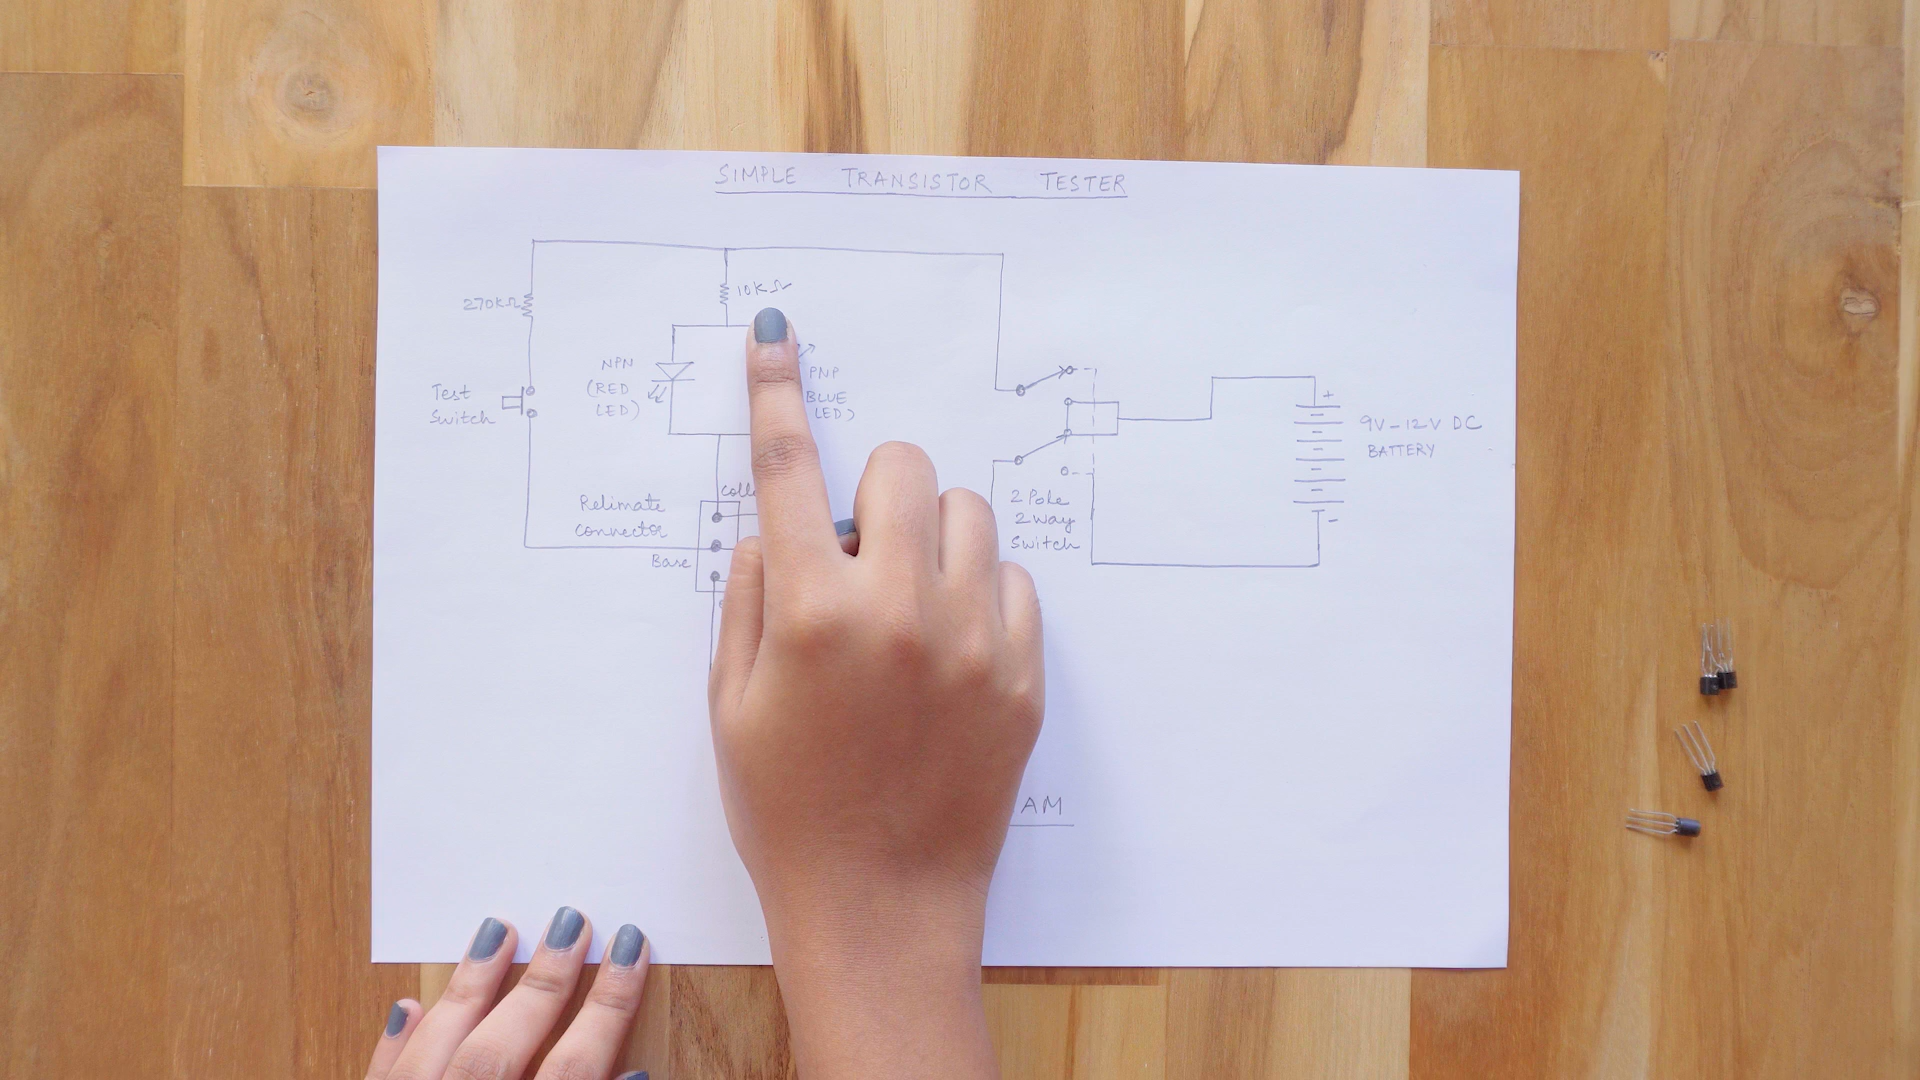 SIMPLE TRANSISTOR TESTER
270KΩ
10KΩ
NPN
(RED
LED)
PNP
BLUE
LED)
Test
Switch
+
9V-12V DC
BATTERY
-
Relimate
connector
Base
2 Pole
2 way
Switch
AM